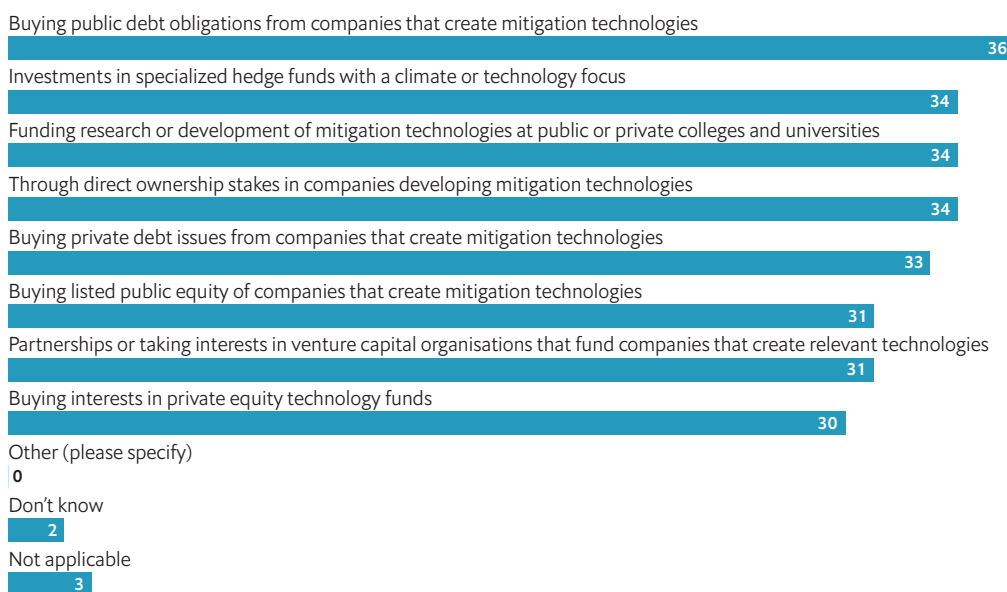 Buying public debt obligations from companies that create mitigation technologies
36
Investments in specialized hedge funds with a climate or technology focus
34
Funding research or development of mitigation technologies at public or private colleges and universities
34
Through direct ownership stakes in companies developing mitigation technologies
34
Buying private debt issues from companies that create mitigation technologies
33
Buying listed public equity of companies that create mitigation technologies
31
Partnerships or taking interests in venture capital organisations that fund companies that create relevant technologies
31
Buying interests in private equity technology funds
30
Other (please specify)
0
Don’t know
2
Not applicable
3